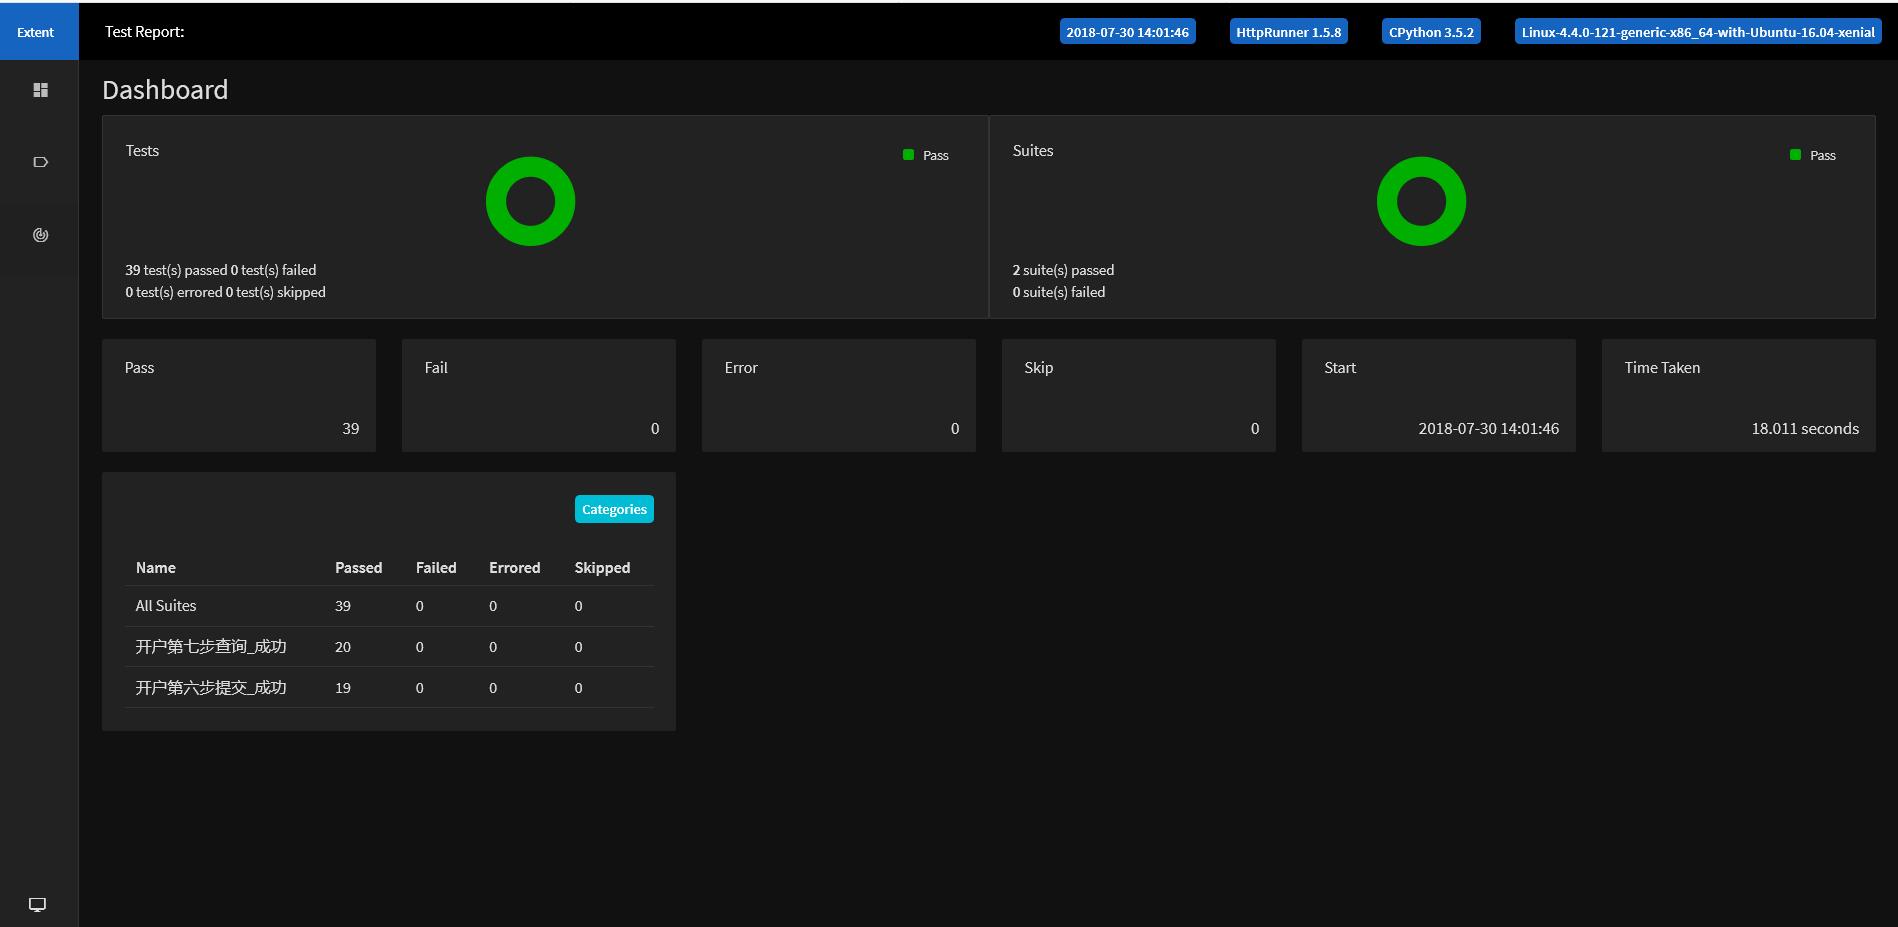 Extent
Test Report:
2018-07-30 14:01:46
HttpRunner 1.5.8
CPython 3.5.2
Linux-4.4.0-121-generic-x86_64-with-Ubuntu-16.04-xenial
Dashboard
Tests
Pass
39 test(s) passed 0 test(s) failed
0 test(s) errored 0 test(s) skipped
Suites
Pass
2 suite(s) passed
0 suite(s) failed
Pass
39
Fail
0
Error
0
Skip
0
Start
2018-07-30 14:01:46
Time Taken
18.011 seconds
Categories
Name Passed Failed Errored Skipped
All Suites 39 0 0 0
开户第七步查询_成功 20 0 0 0
开户第六步提交_成功 19 0 0 0